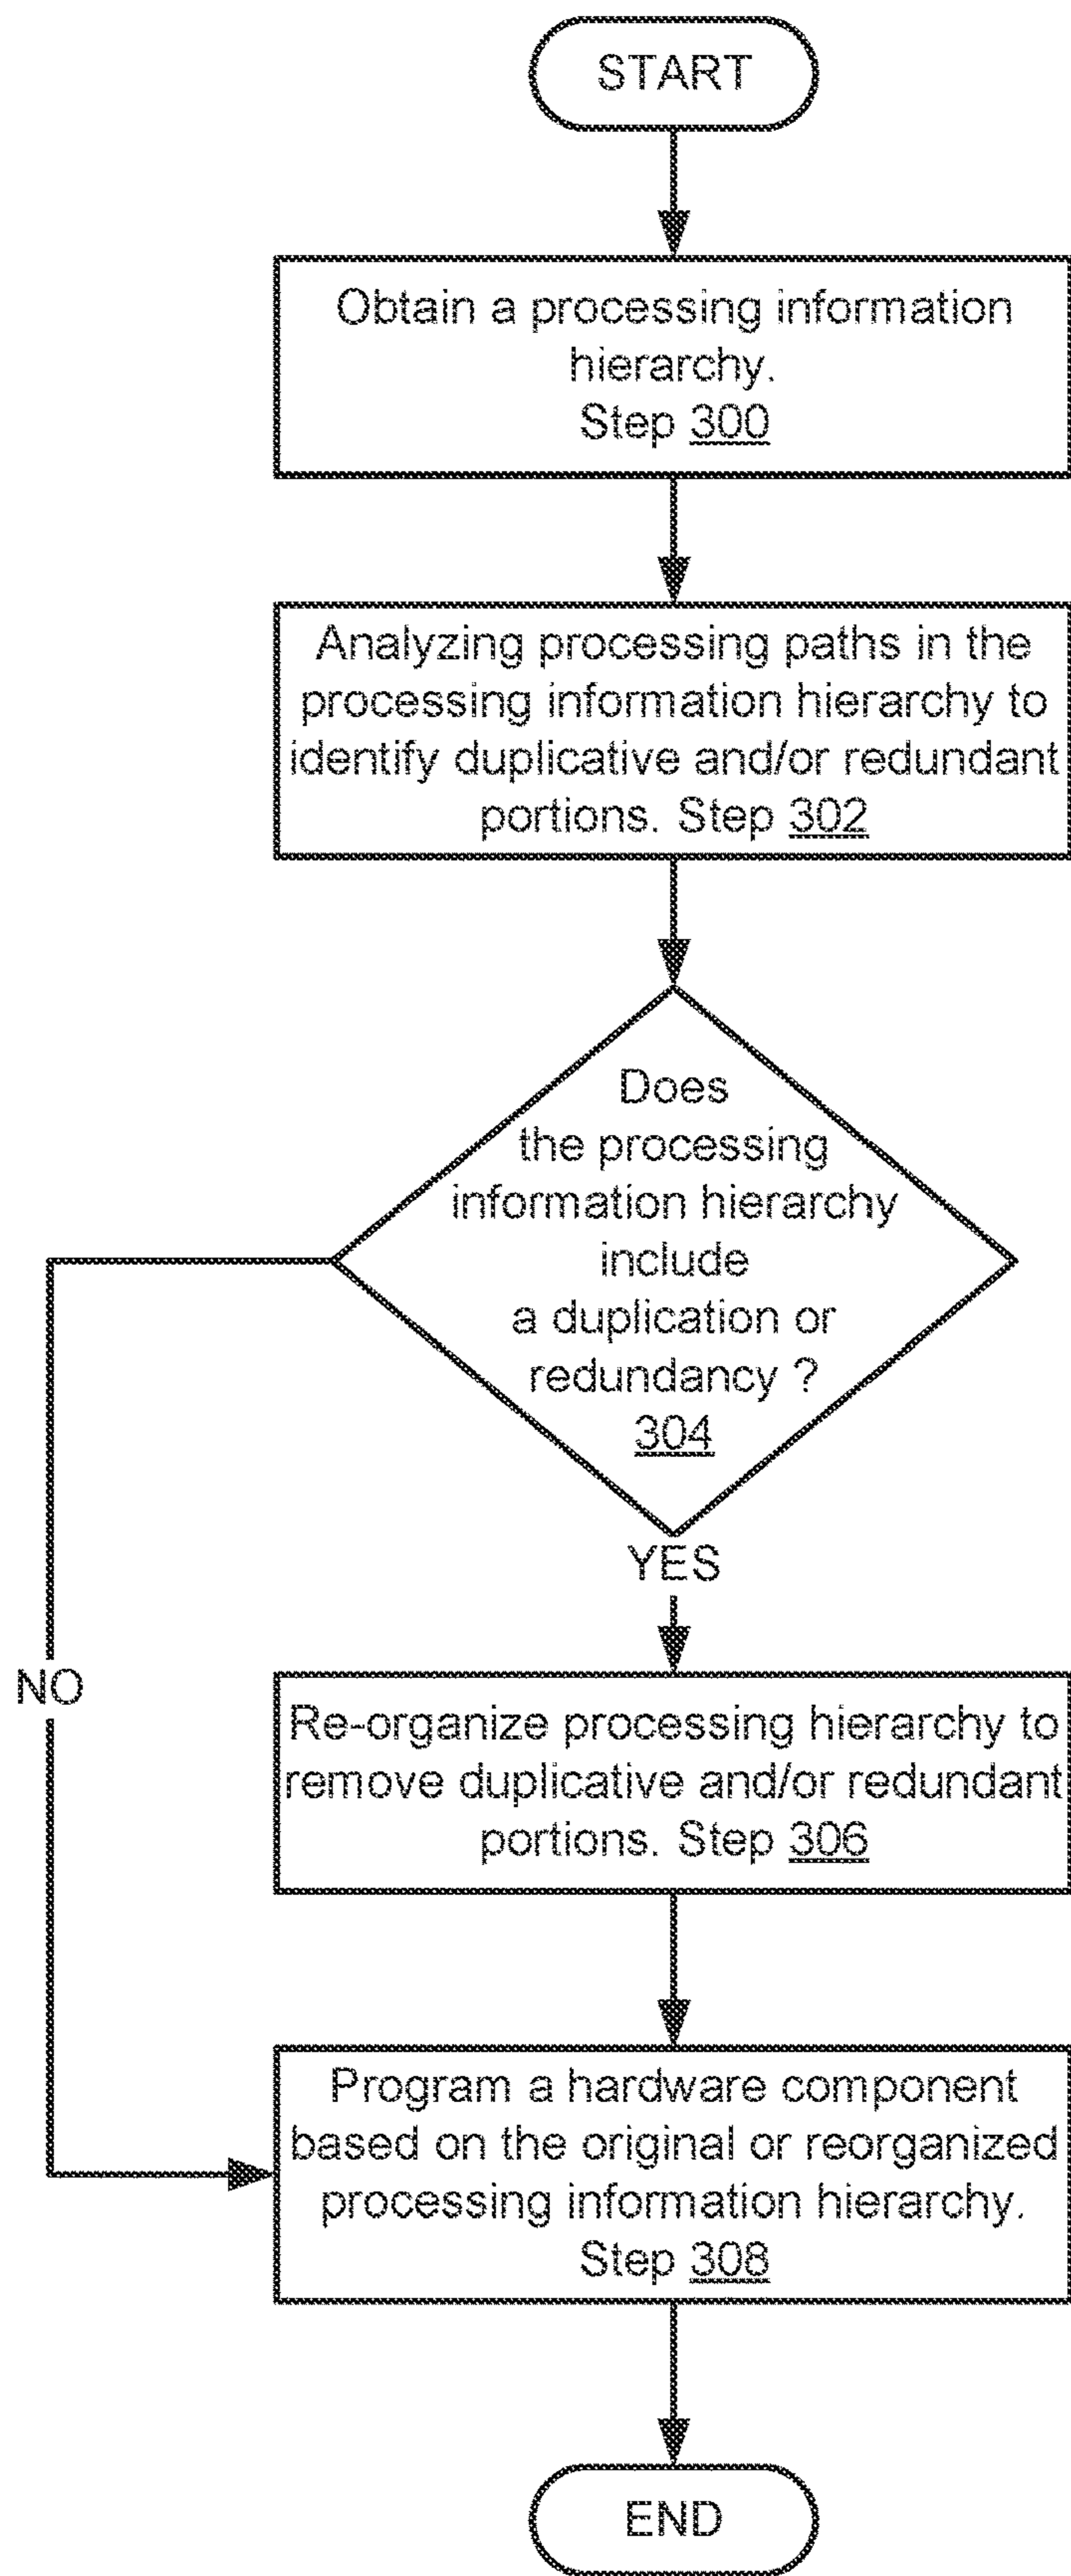 START
Obtain a processing information
hierarchy.
Step 300
Analyzing processing paths in the
processing information hierarchy to
identify duplicative and/or redundant
portions. Step 302
Does
the processing
information hierarchy
include
a duplication or
redundancy ?
304
YES
NO
Re-organize processing hierarchy to
remove duplicative and/or redundant
portions. Step 306
Program a hardware component
based on the original or reorganized
processing information hierarchy.
Step 308
END